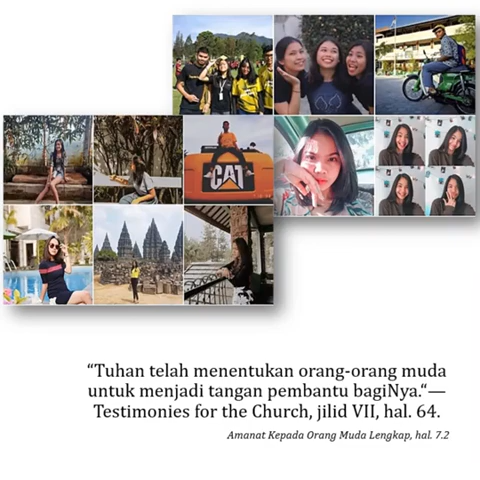 CAT
“Tuhan telah menentukan orang-orang muda
untuk menjadi tangan pembantu bagiNya.“—
Testimonies for the Church, jilid VII, hal. 64.
Amanat Kepada Orang Muda Lengkap, hal. 7.2